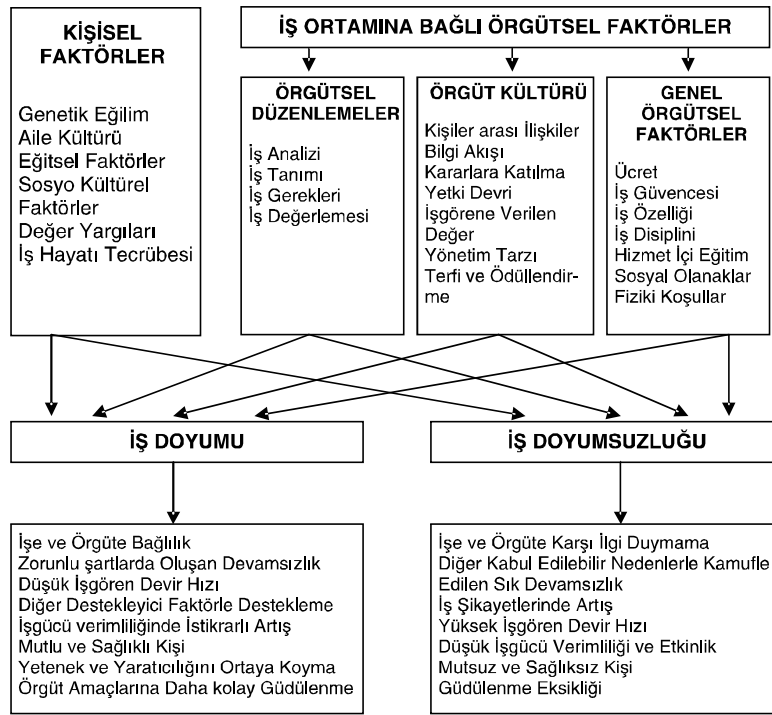 KİŞİSEL
FAKTÖRLER
Genetik Eğilim
Aile Kültürü
Eğitsel Faktörler
Sosyo Kültürel
Faktörler
Değer Yargıları
İş Hayatı Tecrübesi
İŞ ORTAMINA BAĞLI ÖRGÜTSEL FAKTÖRLER
ÖRGÜTSEL
DÜZENLEMELER
İş Analizi
İş Tanımı
İş Gerekleri
İş Değerlemesi
ÖRGÜT KÜLTÜRÜ
Kişiler arası İlişkiler
Bilgi Akışı
Kararlara Katılma
Yetki Devri
İşgörene Verilen
Değer
Yönetim Tarzı
Terfi ve Ödüllendir-
me
GENEL
ÖRGÜTSEL
FAKTÖRLER
Ücret
İş Güvencesi
İş Özelliği
İş Disiplini
Hizmet İçi Eğitim
Sosyal Olanaklar
Fiziki Koşullar
İŞ DOYUMU
İŞ DOYUMSUZLUĞU
İşe ve Örgüte Bağlılık
Zorunlu şartlarda Oluşan Devamsızlık
Düşük İşgören Devir Hızı
Diğer Destekleyici Faktörle Destekleme
İşgücü verimliliğinde İstikrarlı Artış
Mutlu ve Sağlıklı Kişi
Yetenek ve Yaratıcılığını Ortaya Koyma
Örgüt Amaçlarına Daha kolay Güdülenme
İşe ve Örgüte Karşı İlgi Duymama
Diğer Kabul Edilebilir Nedenlerle Kamufle
Edilen Sık Devamsızlık
İş Şikayetlerinde Artış
Yüksek İşgören Devir Hızı
Düşük İşgücü Verimliliği ve Etkinlik
Mutsuz ve Sağlıksız Kişi
Güdülenme Eksikliği